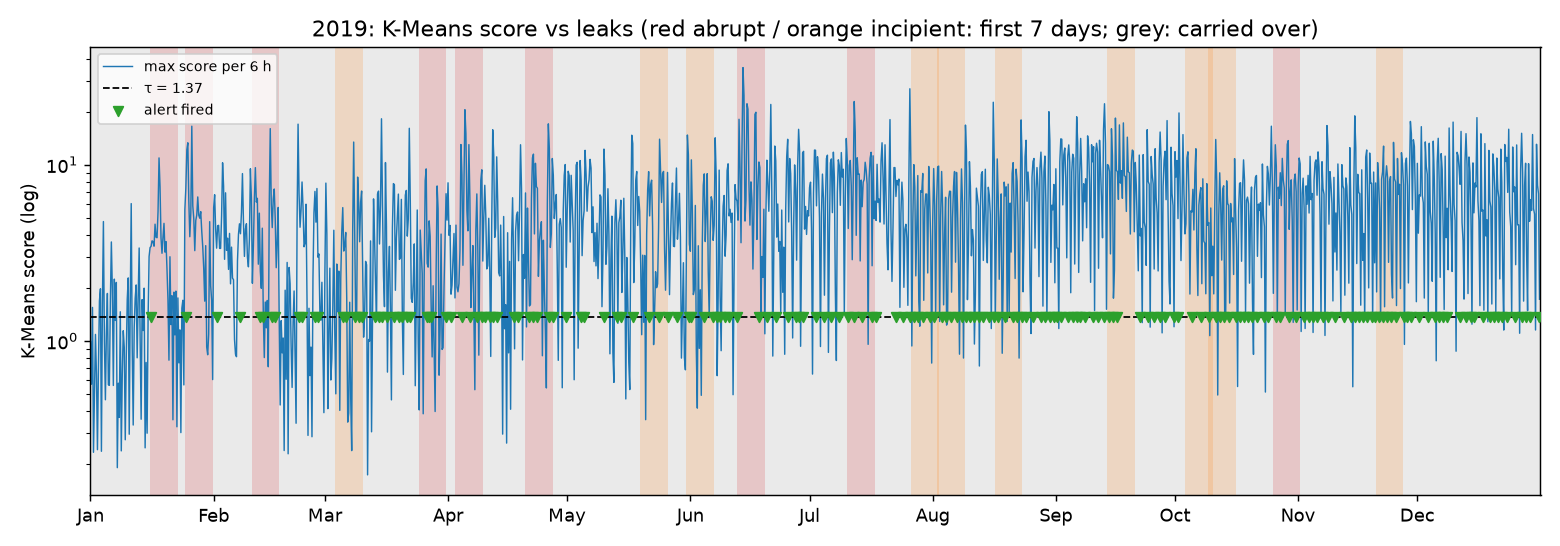 2019: K-Means score vs leaks (red abrupt / orange incipient: first 7 days; grey: carried over)
max score per 6 h
τ = 1.37
alert fired
K-Means score (log)
10¹
10⁰
Jan Feb Mar Apr May Jun Jul Aug Sep Oct Nov Dec